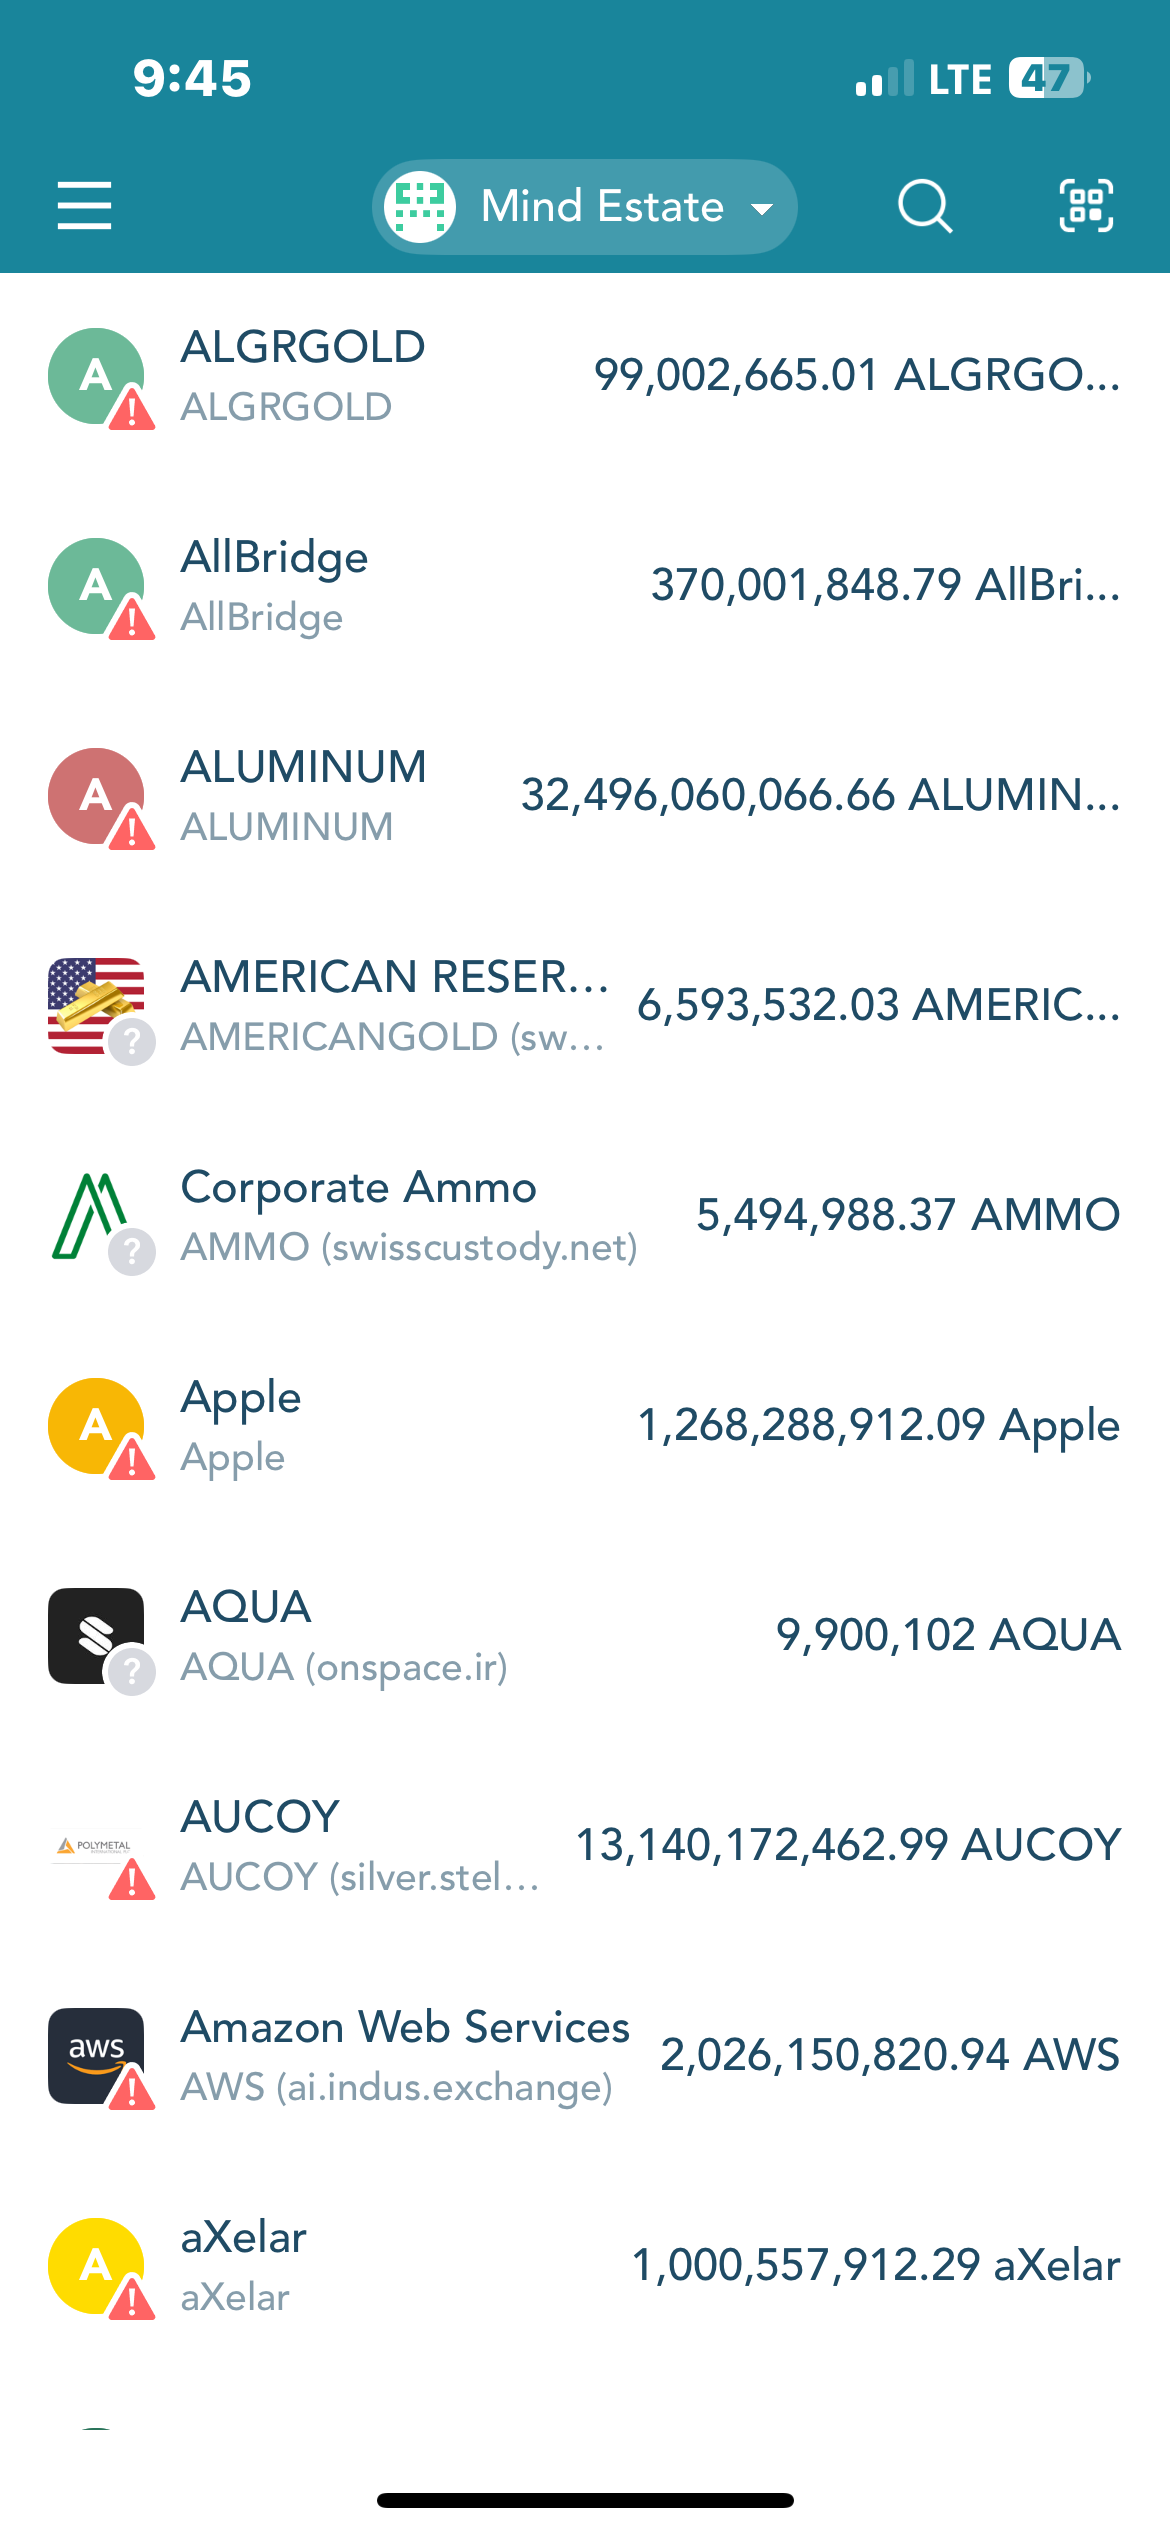 9:45
LTE 47
Mind Estate
ALGRGOLD
99,002,665.01 ALGRGO...
A
ALGRGOLD
AllBridge
370,001,848.79 AllBri...
A
AllBridge
ALUMINUM
32,496,060,066.66 ALUMIN...
A
ALUMINUM
AMERICAN RESER...
6,593,532.03 AMERIC...
?
AMERICANGOLD (sw...
Corporate Ammo
5,494,988.37 AMMO
?
AMMO (swisscustody.net)
Apple
1,268,288,912.09 Apple
A
Apple
AQUA
9,900,102 AQUA
?
AQUA (onspace.ir)
AUCOY
13,140,172,462.99 AUCOY
POLYMETAL
AUCOY (silver.stel...
Amazon Web Services
2,026,150,820.94 AWS
aws
AWS (ai.indus.exchange)
aXelar
1,000,557,912.29 aXelar
A
aXelar